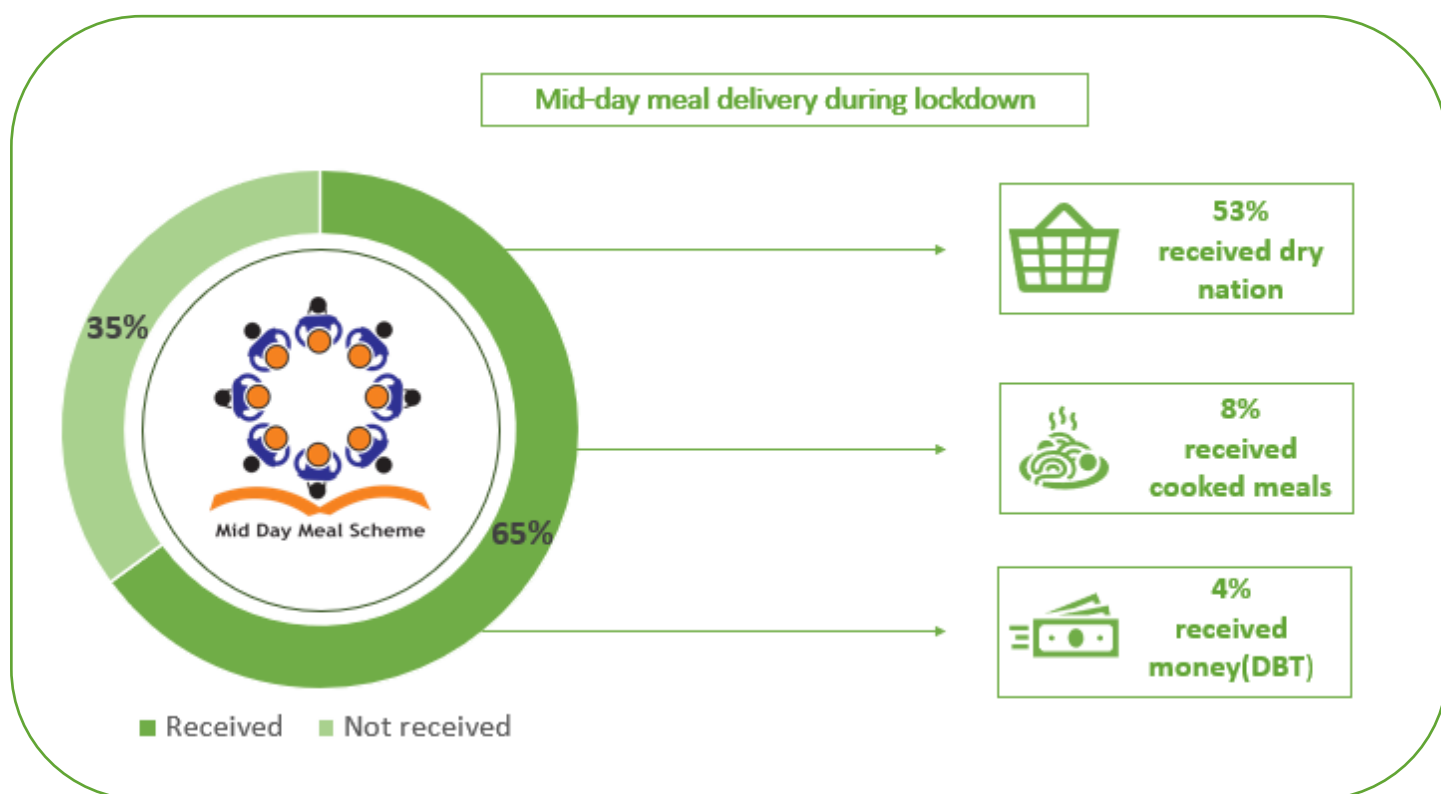 Mid-day meal delivery during lockdown
53%
received dry
nation
35%
8%
received
cooked meals
Mid Day Meal Scheme
65%
4%
received
money(DBT)
Received
Not received